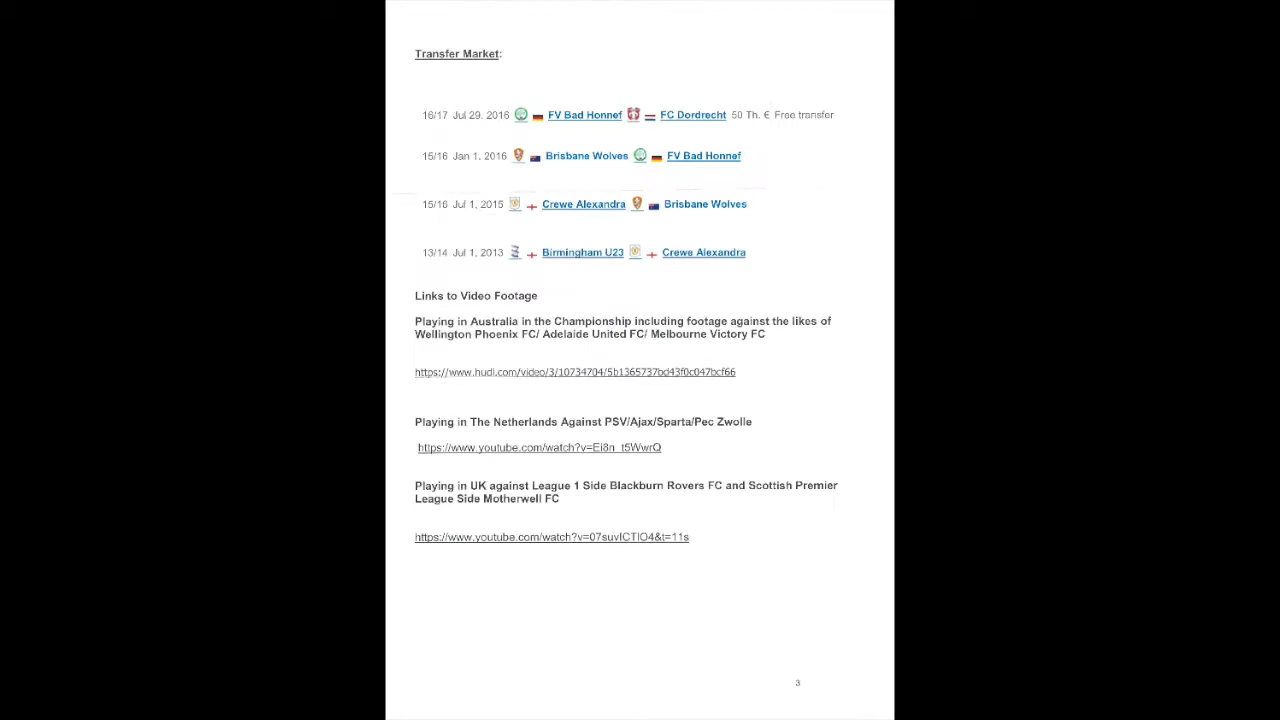 Transfer Market:
16/17 Jul 29. 2016 FV Bad Honnef FC Dordrecht 50 Th. € Free transfer
15/16 Jan 1, 2016 Brisbane Wolves FV Bad Honnef
15/16 Jul 1, 2015 Crewe Alexandra Brisbane Wolves
13/14 Jul 1, 2013 Birmingham U23 Crewe Alexandra
Links to Video Footage
Playing in Australia in the Championship including footage against the likes of
Wellington Phoenix FC/ Adelaide United FC/ Melbourne Victory FC
https://www.hudl.com/video/3/10734704/5b1365737bd43f0c047bcf66
Playing in The Netherlands Against PSV/Ajax/Sparta/Pec Zwolle
https://www.youtube.com/watch?v=Ei8n_t5WwrQ
Playing in UK against League 1 Side Blackburn Rovers FC and Scottish Premier
League Side Motherwell FC
https://www.youtube.com/watch?v=07suvICTIO4&t=11s
3